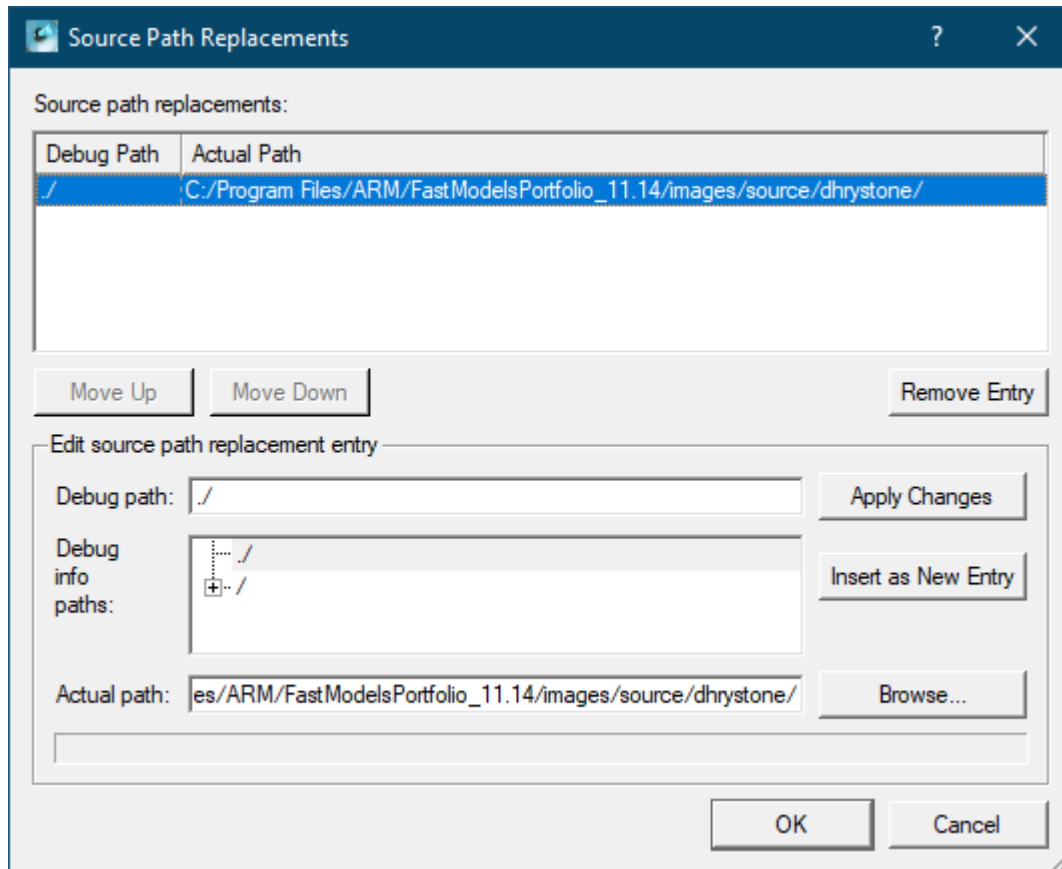 Source Path Replacements
?
Source path replacements:
Debug Path Actual Path
./ C:/Program Files/ARM/FastModelsPortfolio_11.14/images/source/dhrystone/
Move Up Move Down Remove Entry
Edit source path replacement entry
Debug path: ./ Apply Changes
Debug info paths:
./
/
Insert as New Entry
Actual path: es/ARM/FastModelsPortfolio_11.14/images/source/dhrystone/ Browse...
OK Cancel